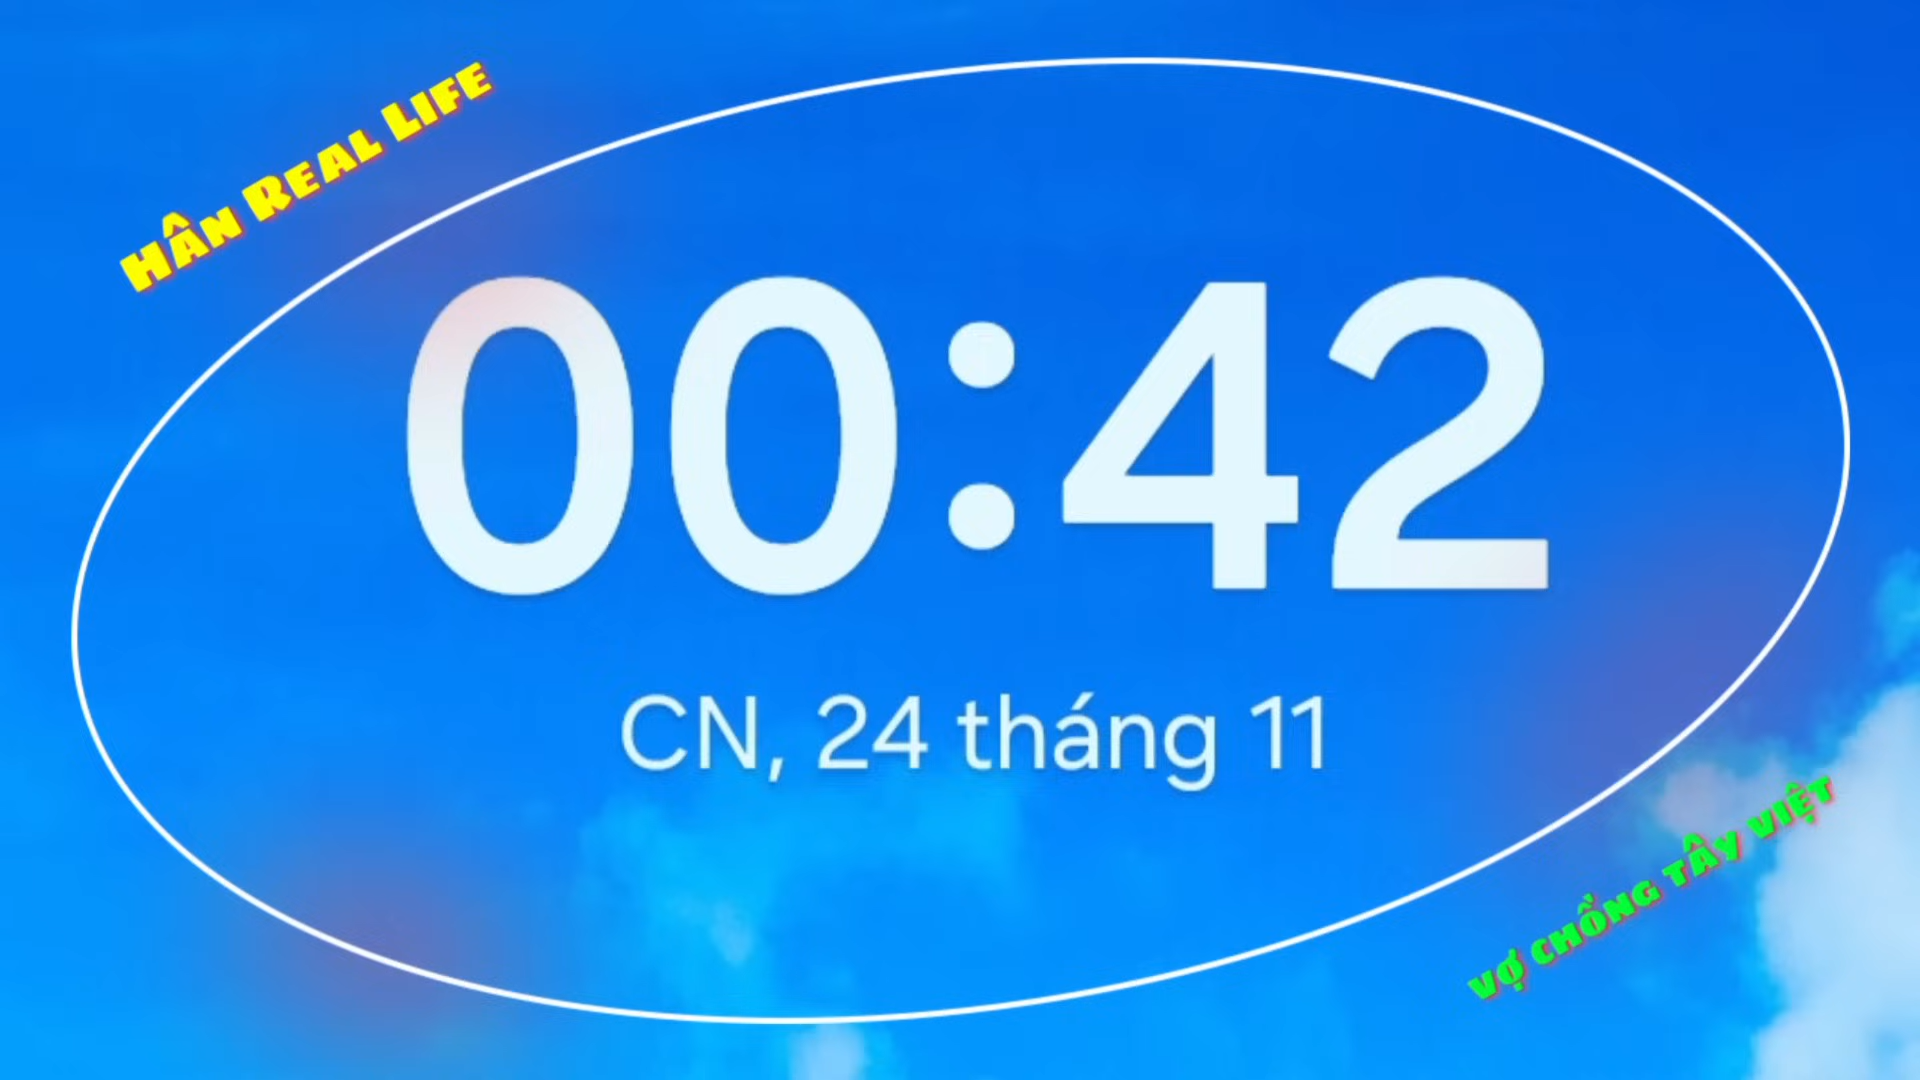 Hân Real Life
00:42
CN, 24 tháng 11
vợ chồng tây việt